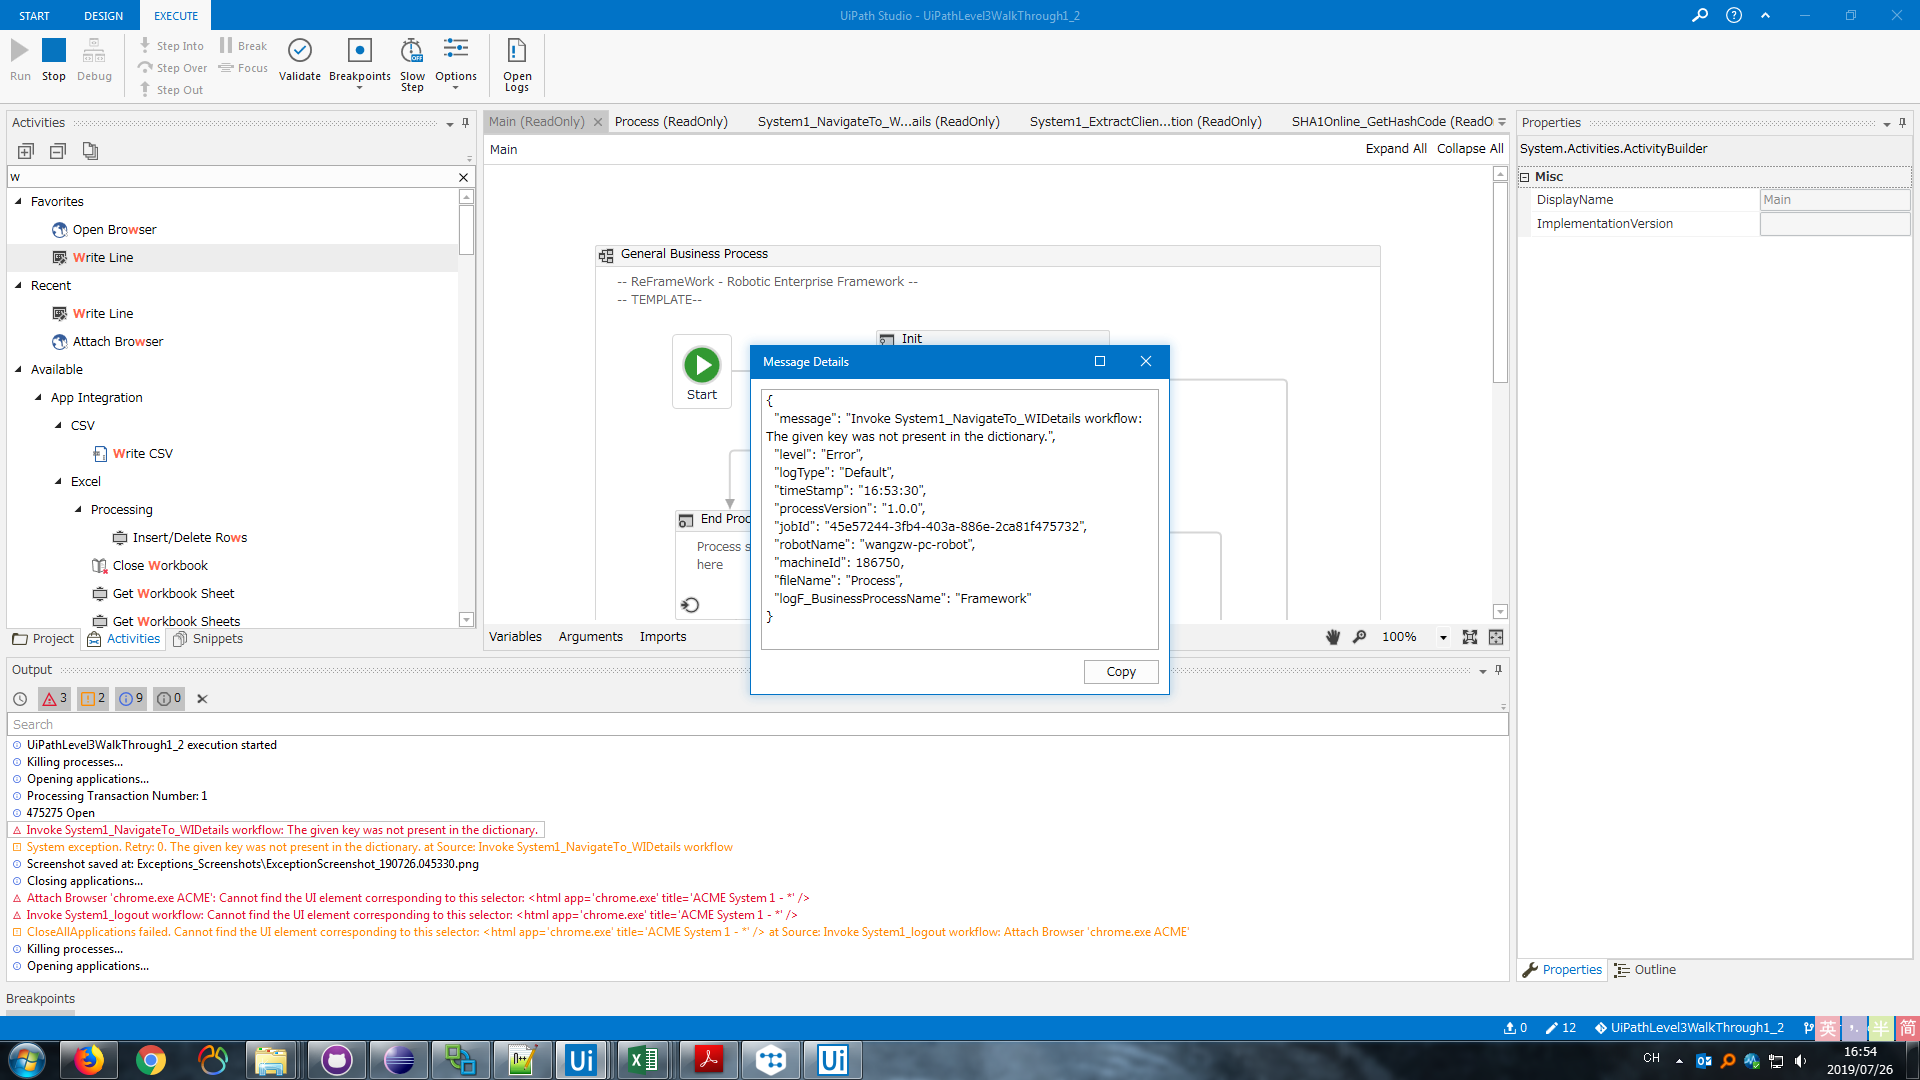 START
DESIGN
EXECUTE
UiPath Studio - UiPathLevel3WalkThrough1_2
Run
Stop
Debug
Step Into
Step Over
Step Out
Break
Focus
Validate
Breakpoints
Slow
Step
Options
Open
Logs
Activities
w
Favorites
Open Browser
Write Line
Recent
Write Line
Attach Browser
Available
App Integration
CSV
Write CSV
Excel
Processing
Insert/Delete Rows
Close Workbook
Get Workbook Sheet
Get Workbook Sheets
Project
Activities
Snippets
Main (ReadOnly)
Process (ReadOnly)
System1_NavigateTo_W...ails (ReadOnly)
System1_ExtractClien...tion (ReadOnly)
SHA1Online_GetHashCode (ReadO
Main
Expand All
Collapse All
General Business Process
-- ReFrameWork - Robotic Enterprise Framework --
-- TEMPLATE--
Start
Init
End Proc
Process s
here
Message Details
{
"message": "Invoke System1_NavigateTo_WIDetails workflow:
The given key was not present in the dictionary.",
"level": "Error",
"logType": "Default",
"timeStamp": "16:53:30",
"processVersion": "1.0.0",
"jobId": "45e57244-3fb4-403a-886e-2ca81f475732",
"robotName": "wangzw-pc-robot",
"machineId": 186750,
"fileName": "Process",
"logF_BusinessProcessName": "Framework"
}
Copy
Variables
Arguments
Imports
100%
Properties
System.Activities.ActivityBuilder
Misc
DisplayName
Main
ImplementationVersion
Properties
Outline
Output
3
2
9
0
Search
UiPathLevel3WalkThrough1_2 execution started
Killing processes...
Opening applications...
Processing Transaction Number: 1
475275 Open
Invoke System1_NavigateTo_WIDetails workflow: The given key was not present in the dictionary.
System exception. Retry: 0. The given key was not present in the dictionary. at Source: Invoke System1_NavigateTo_WIDetails workflow
Screenshot saved at: Exceptions_Screenshots\ExceptionScreenshot_190726.045330.png
Closing applications...
Attach Browser 'chrome.exe ACME': Cannot find the UI element corresponding to this selector: <html app='chrome.exe' title='ACME System 1 - *' />
Invoke System1_logout workflow: Cannot find the UI element corresponding to this selector: <html app='chrome.exe' title='ACME System 1 - *' />
CloseAllApplications failed. Cannot find the UI element corresponding to this selector: <html app='chrome.exe' title='ACME System 1 - *' /> at Source: Invoke System1_logout workflow: Attach Browser 'chrome.exe ACME'
Killing processes...
Opening applications...
Breakpoints
0
12
UiPathLevel3WalkThrough1_2
英
半
简
Ui
Ui
CH
16:54
2019/07/26